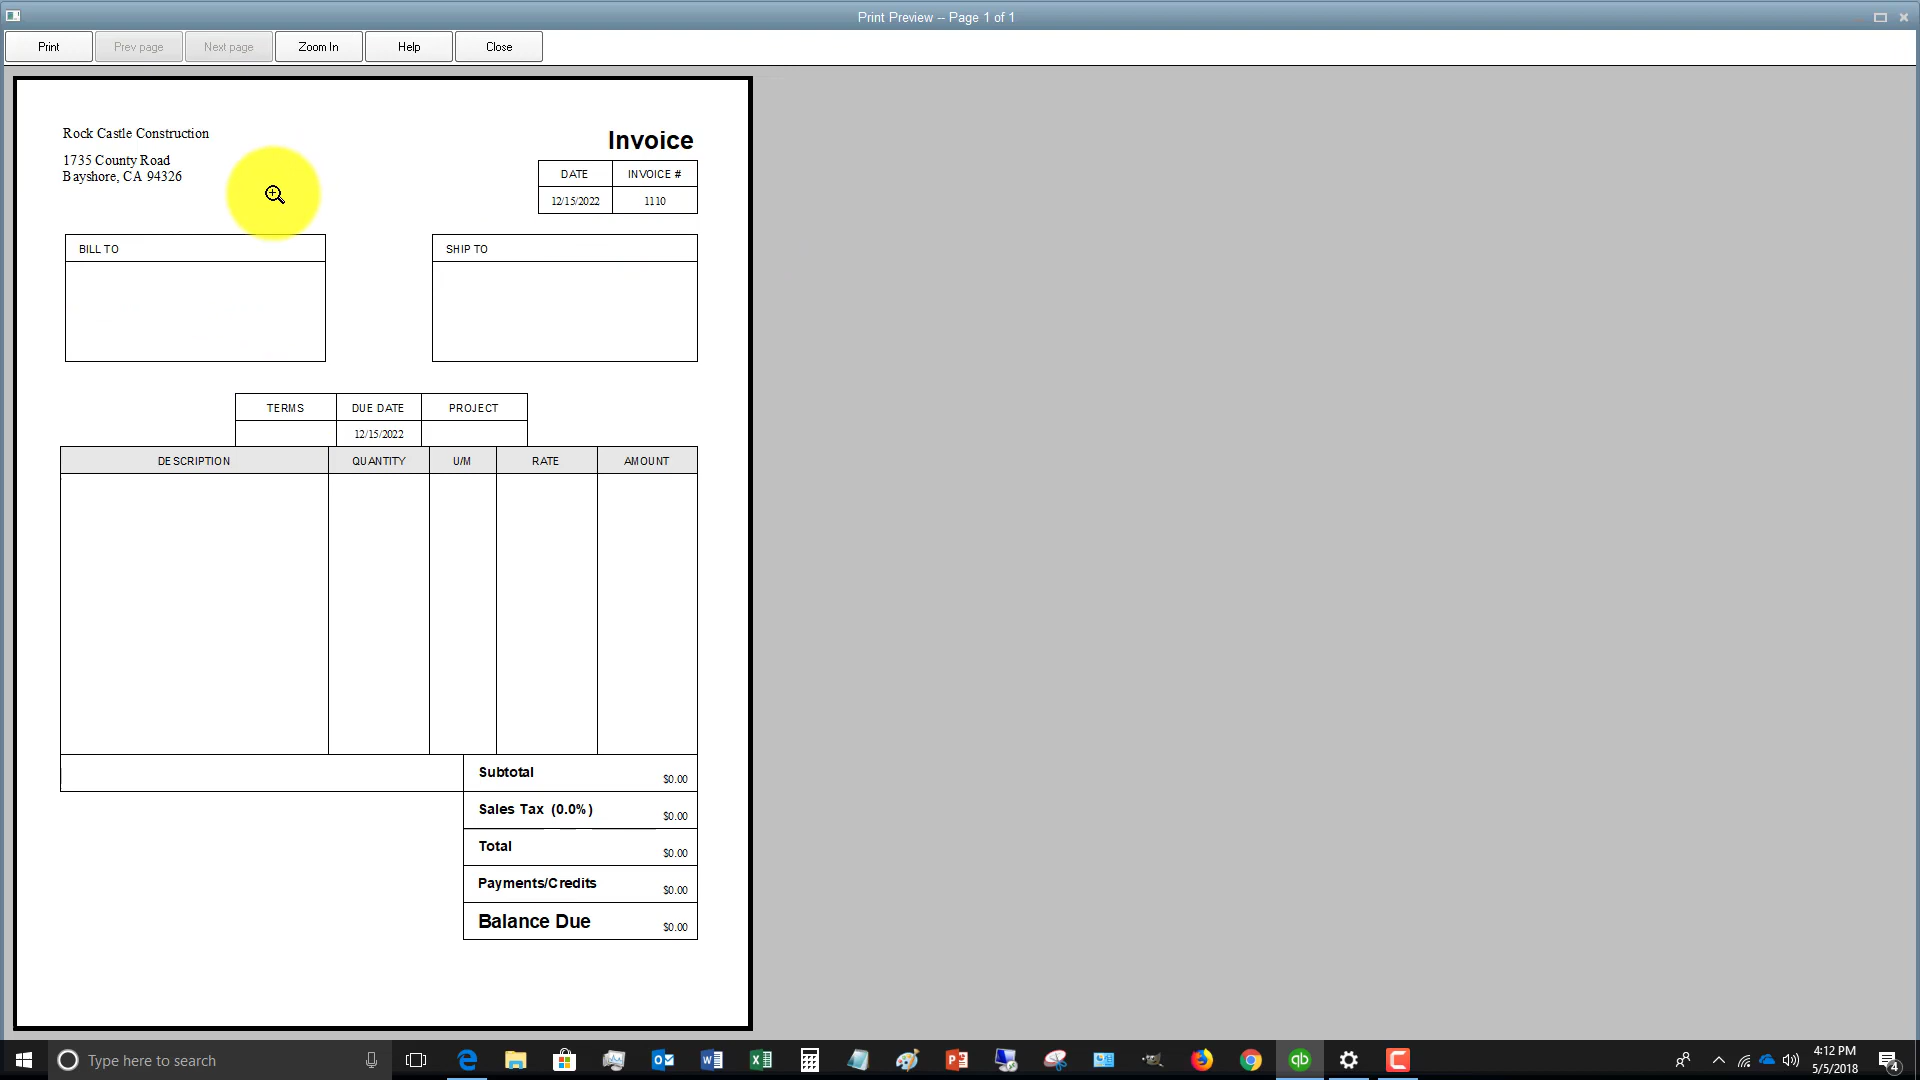 Print Preview -- Page 1 of 1
Print
Prev page
Next page
Zoom In
Help
Close
Rock Castle Construction
1735 County Road
Bayshore, CA 94326
Invoice
DATE
INVOICE #
12/15/2022
1110
BILL TO
SHIP TO
TERMS
DUE DATE
PROJECT
12/15/2022
DESCRIPTION
QUANTITY
U/M
RATE
AMOUNT
Subtotal
$0.00
Sales Tax (0.0%)
$0.00
Total
$0.00
Payments/Credits
$0.00
Balance Due
$0.00
Type here to search
4:12 PM
5/5/2018
4